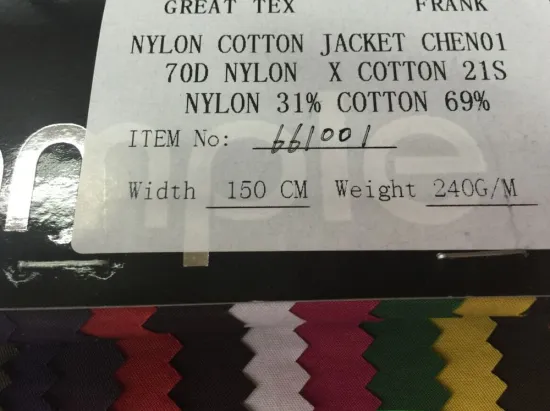 GREAT TEX FRANK
NYLON COTTON JACKET CHEN01
70D NYLON X COTTON 21S
NYLON 31% COTTON 69%
ITEM No: 661001
Width 150 CM Weight 240G/M
mple